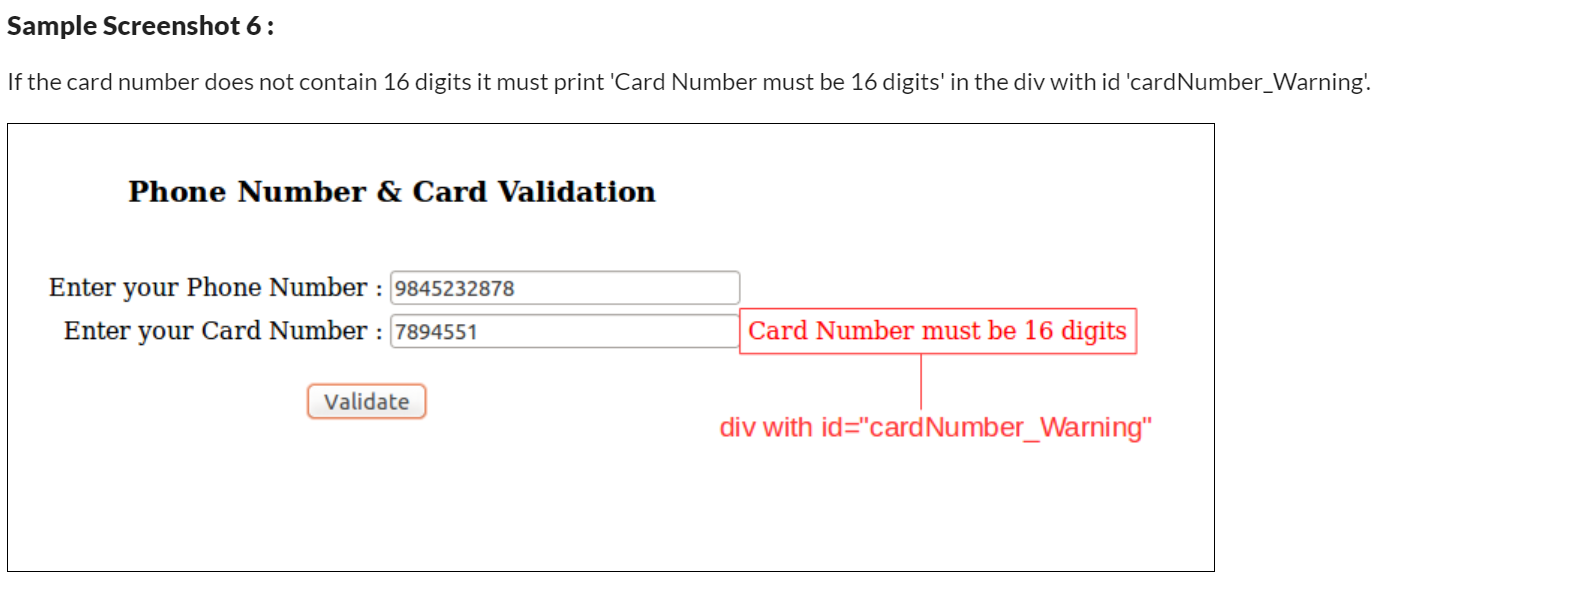 Sample Screenshot 6 :
If the card number does not contain 16 digits it must print 'Card Number must be 16 digits' in the div with id 'cardNumber_Warning'.
Phone Number & Card Validation
Enter your Phone Number : 9845232878
Enter your Card Number : 7894551 Card Number must be 16 digits
Validate
div with id="cardNumber_Warning"